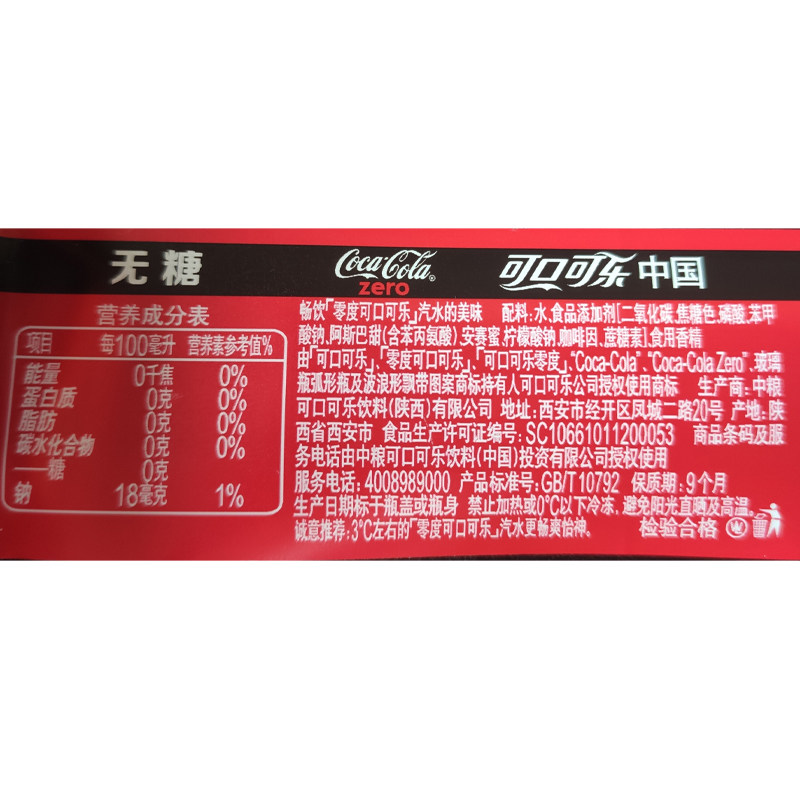 无糖
Coca-Cola®
zero
可口可乐中国
营养成分表
项目 每100毫升 营养素参考值%
能量 0千焦 0%
蛋白质 0克 0%
脂肪 0克 0%
碳水化合物 0克 0%
——糖 0克
钠 18毫克 1%
畅饮「零度可口可乐」汽水的美味 配料:水,食品添加剂[二氧化碳,焦糖色,磷酸,苯甲
酸钠,阿斯巴甜(含苯丙氨酸),安赛蜜,柠檬酸钠,咖啡因,蔗糖素],食用香精
由「可口可乐」、「零度可口可乐」、「可口可乐零度」、“Coca-Cola”、“Coca-Cola Zero”、玻璃
瓶弧形瓶及波浪形飘带图案商标持有人可口可乐公司授权使用商标 生产商:中粮
可口可乐饮料(陕西)有限公司 地址:西安市经开区凤城二路20号 产地:陕
西省西安市 食品生产许可证编号:SC10661011200053 商品条码及服
务电话由中粮可口可乐饮料(中国)投资有限公司授权使用
服务电话:4008989000 产品标准号:GB/T10792 保质期:9个月
生产日期标于瓶盖或瓶身 禁止加热或0℃以下冷冻,避免阳光直晒及高温。
诚意推荐:3℃左右的「零度可口可乐」,汽水更畅爽怡神。 检验合格